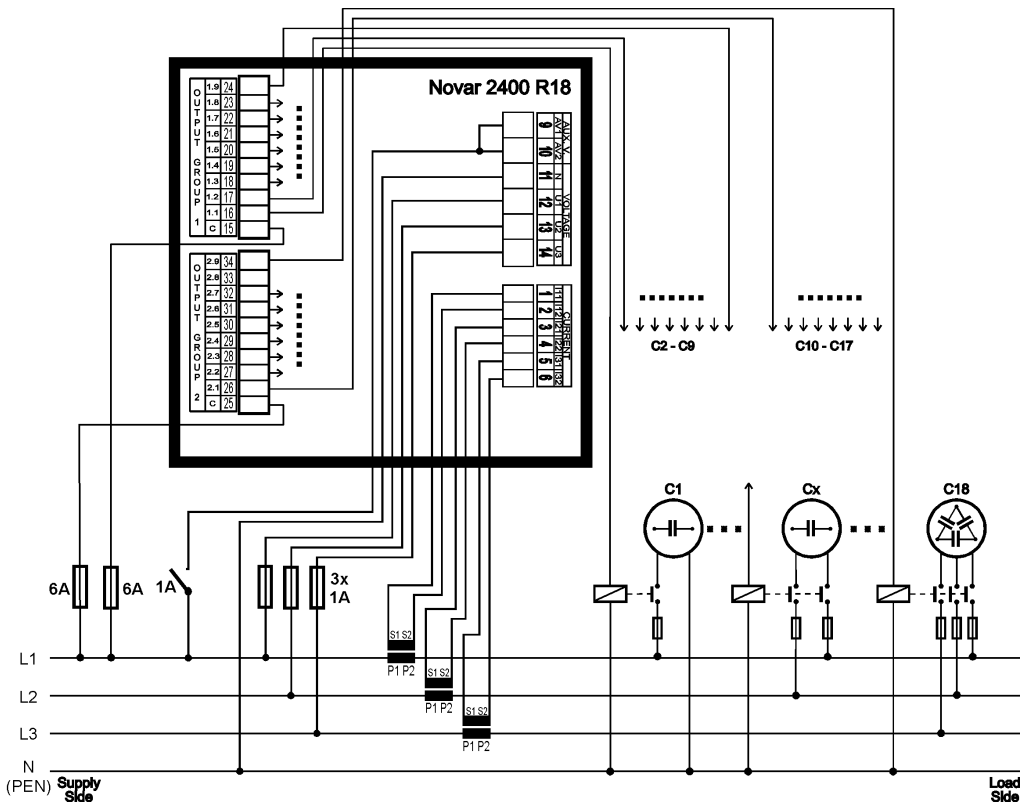 Novar 2400 R18
OUTPUT GROUP 1
1.9 24
1.8 23
1.7 22
1.6 21
1.5 20
1.4 19
1.3 18
1.2 17
1.1 16
C 15
OUTPUT GROUP 2
2.9 34
2.8 33
2.7 32
2.6 31
2.5 30
2.4 29
2.3 28
2.2 27
2.1 26
C 25
AUX. V.
9 AV1
10 AV2
VOLTAGE
11 N
12 U1
13 U2
14 U3
CURRENT
1 I11
2 I12
3 I21
4 I22
5 I31
6 I32
C2 - C9
C10 - C17
C1
Cx
C18
6A
6A
1A
3x
1A
S1 S2
P1 P2
S1 S2
P1 P2
S1 S2
P1 P2
L1
L2
L3
N
(PEN)
Supply
Side
Load
Side